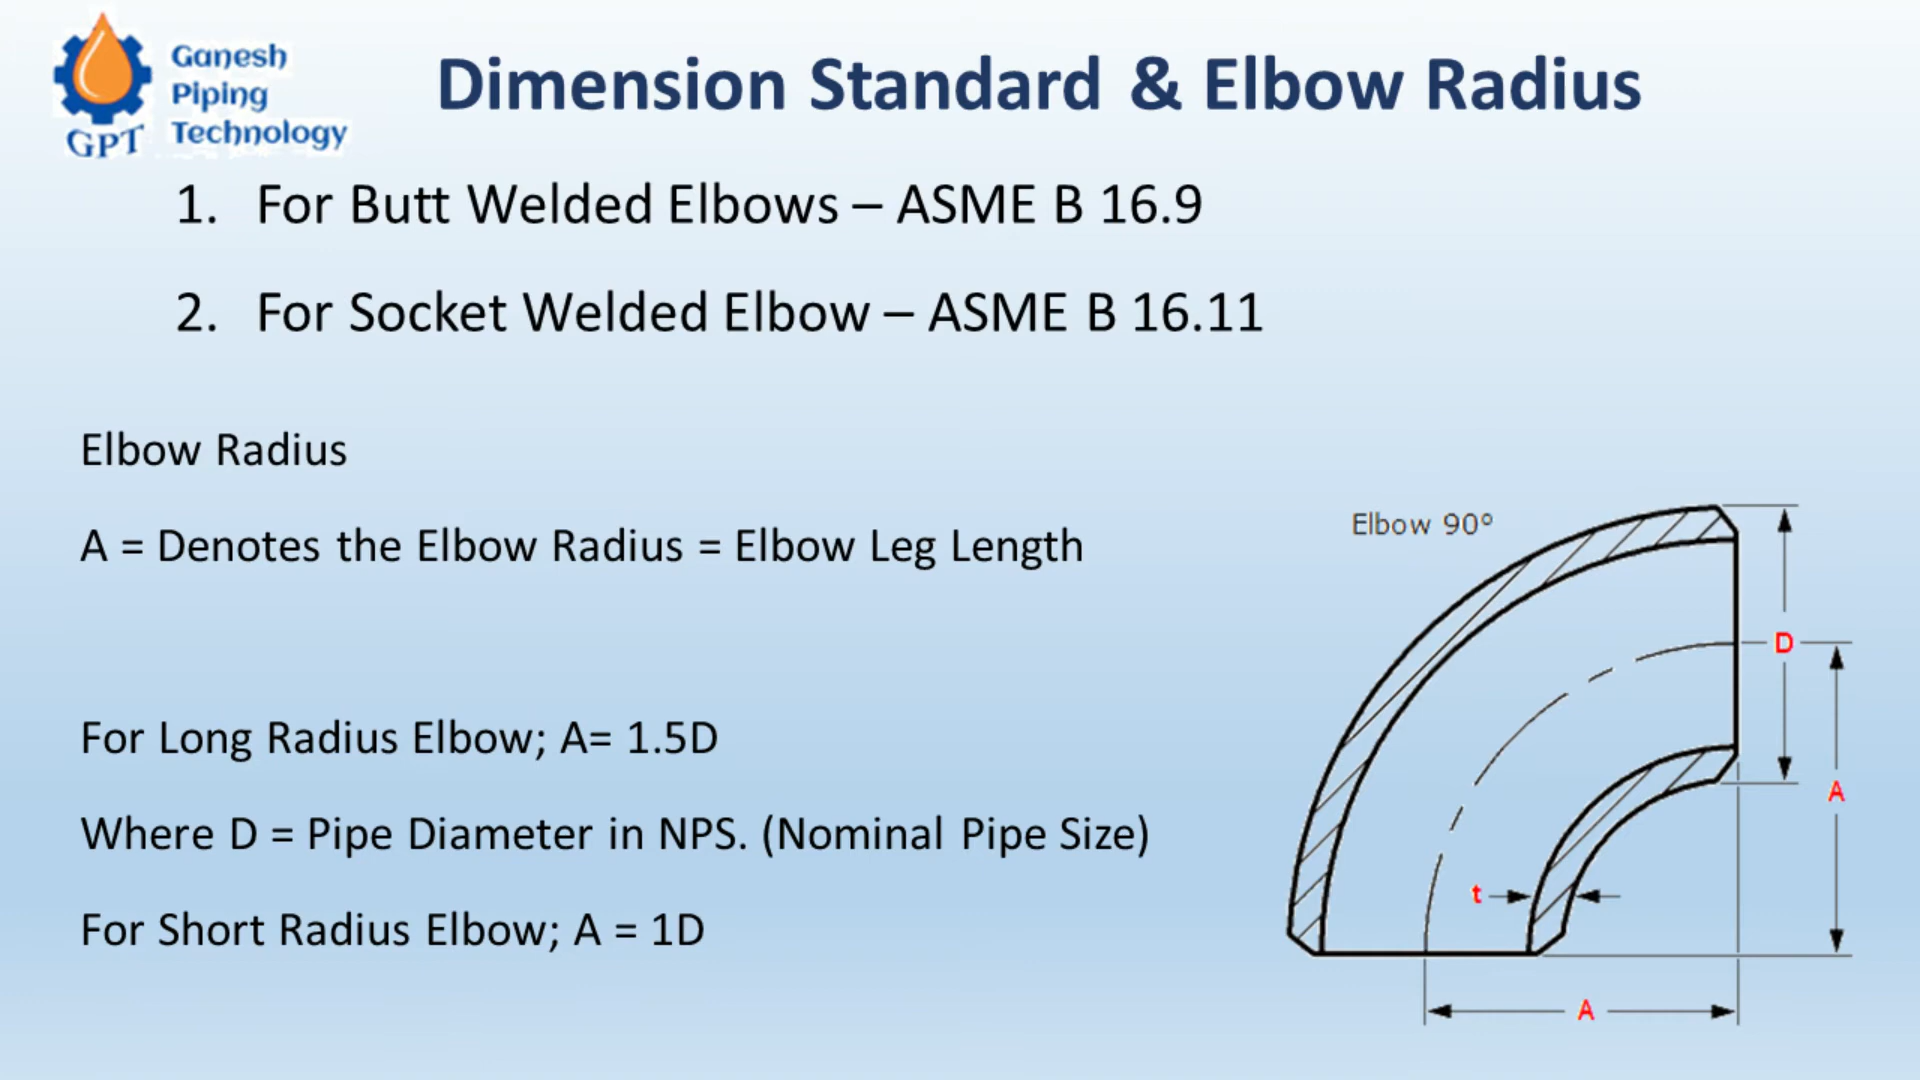 Ganesh
Piping
Technology
GPT
Dimension Standard & Elbow Radius
1. For Butt Welded Elbows – ASME B 16.9
2. For Socket Welded Elbow – ASME B 16.11
Elbow Radius
A = Denotes the Elbow Radius = Elbow Leg Length
For Long Radius Elbow; A= 1.5D
Where D = Pipe Diameter in NPS. (Nominal Pipe Size)
For Short Radius Elbow; A = 1D
Elbow 90º
D
A
t
A